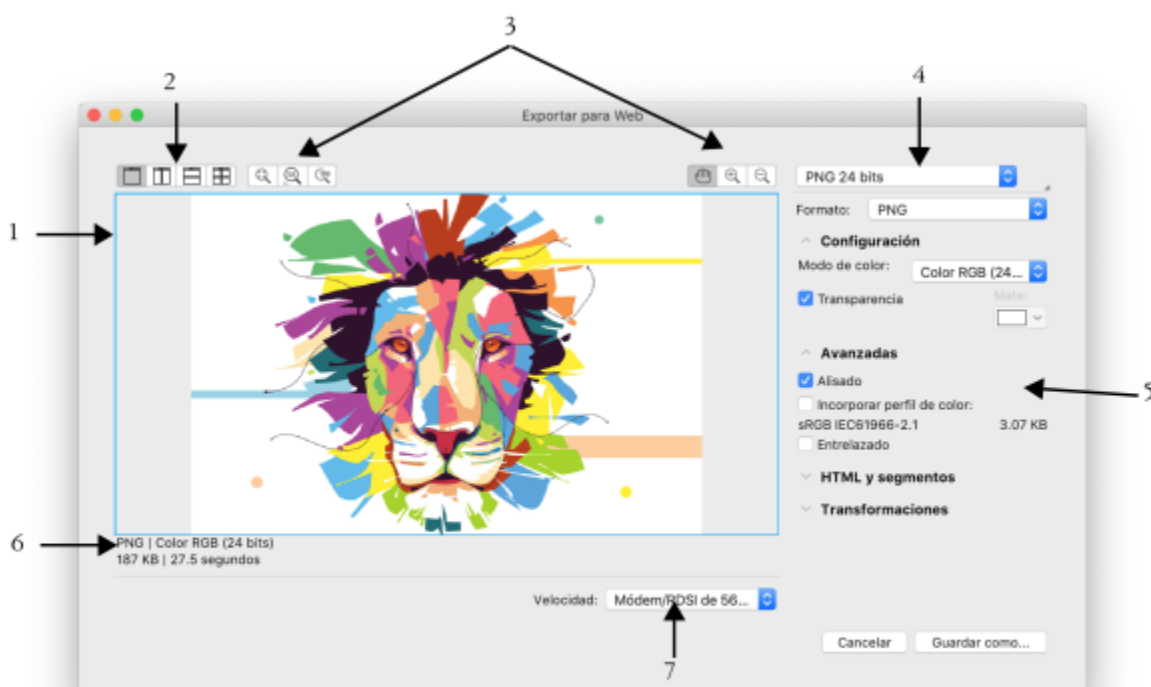 3
2
4
Exportar para Web
PNG 24 bits
Formato: PNG
1
Configuración
Modo de color: Color RGB (24...
Transparencia
Mate:
Avanzadas
Alisado
5
Incorporar perfil de color:
sRGB IEC61966-2.1 3.07 KB
Entrelazado
HTML y segmentos
Transformaciones
6
PNG | Color RGB (24 bits)
187 KB | 27.5 segundos
Velocidad: Módem/RDSI de 56...
Cancelar Guardar como...
7